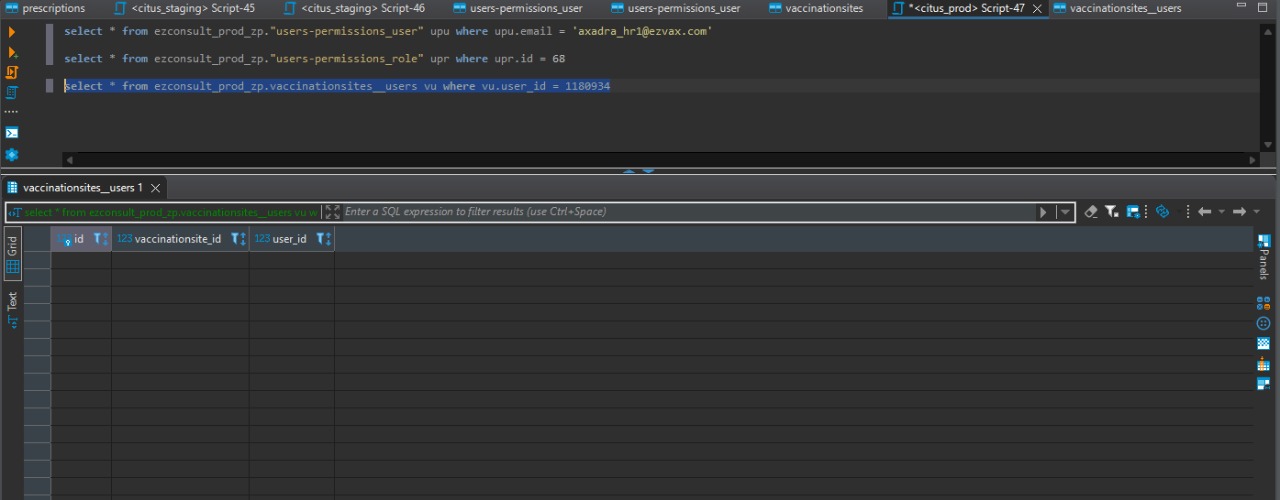 prescriptions
<citus_staging> Script-45
<citus_staging> Script-46
users-permissions_user
users-permissions_user
vaccinationsites
*<citus_prod> Script-47
vaccinationsites__users
select * from ezconsult_prod_zp."users-permissions_user" upu where upu.email = 'axadra_hr1@ezvax.com'
select * from ezconsult_prod_zp."users-permissions_role" upr where upr.id = 68
select * from ezconsult_prod_zp.vaccinationsites__users vu where vu.user_id = 1180934
vaccinationsites__users 1
select * from ezconsult_prod_zp.vaccinationsites__users vu w
Enter a SQL expression to filter results (use Ctrl+Space)
Grid
id
123 vaccinationsite_id
123 user_id
Panels
Text